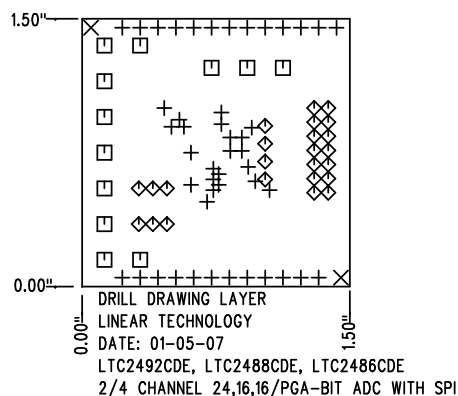 1.50"
0.00"
0.00"
1.50"
DRILL DRAWING LAYER
LINEAR TECHNOLOGY
DATE: 01-05-07
LTC2492CDE, LTC2488CDE, LTC2486CDE
2/4 CHANNEL 24,16,16/PGA-BIT ADC WITH SPI